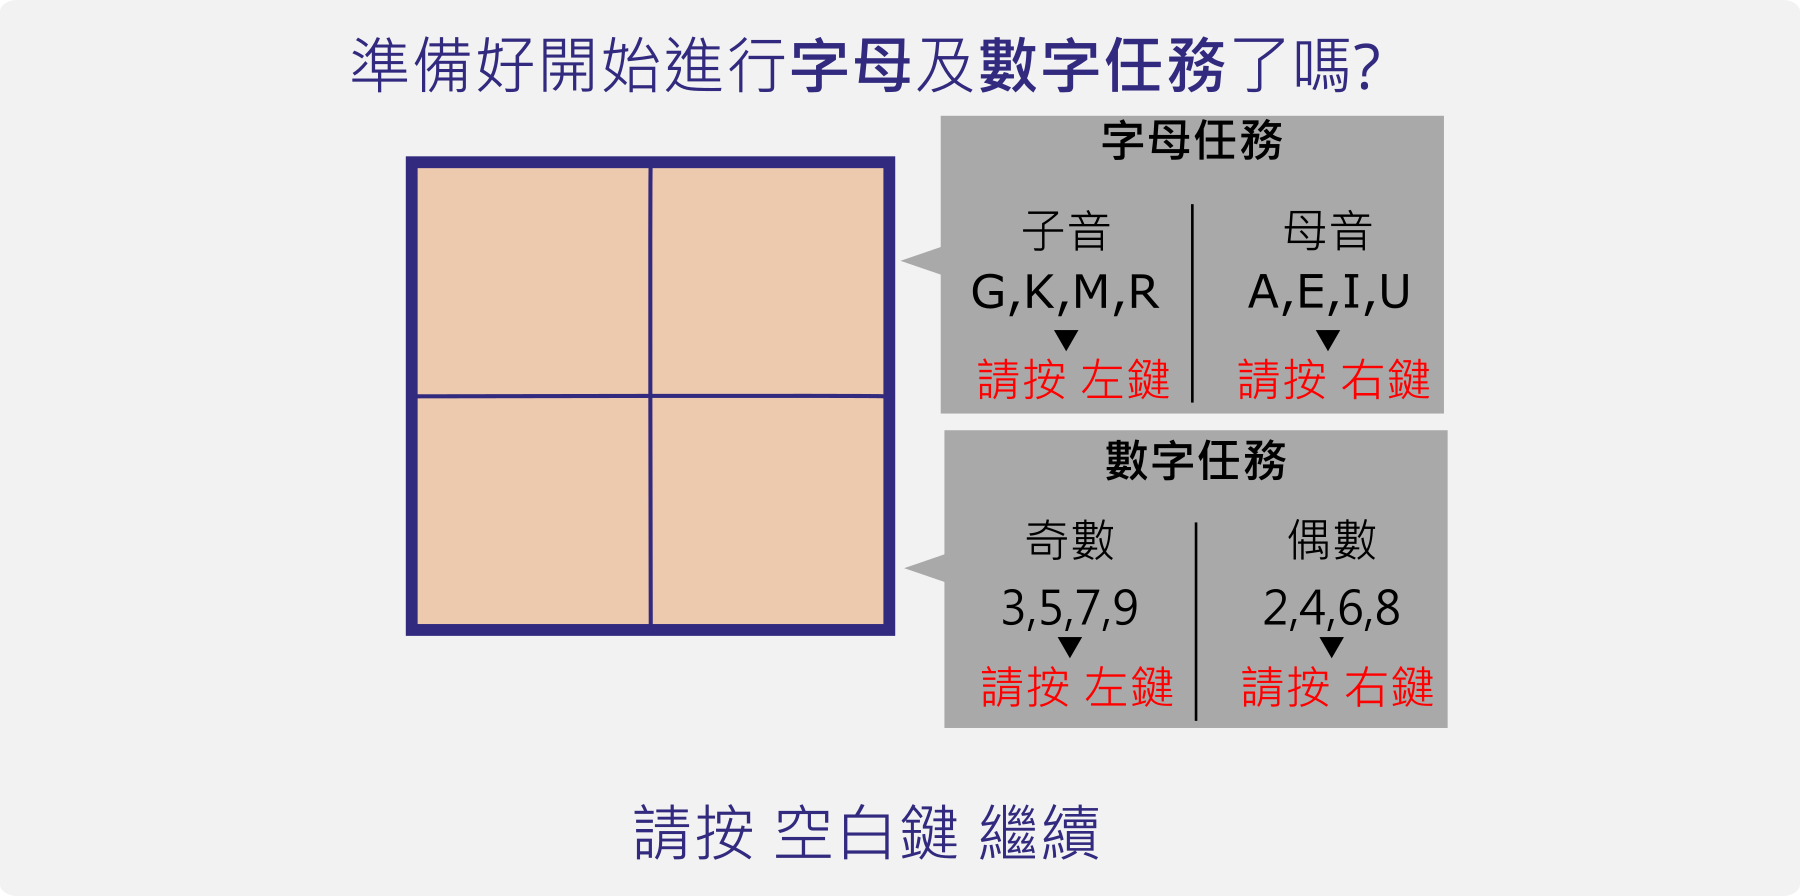 準備好開始進行字母及數字任務了嗎?
字母任務
子音
G,K,M,R
請按 左鍵
母音
A,E,I,U
請按 右鍵
數字任務
奇數
3,5,7,9
請按 左鍵
偶數
2,4,6,8
請按 右鍵
請按 空白鍵 繼續